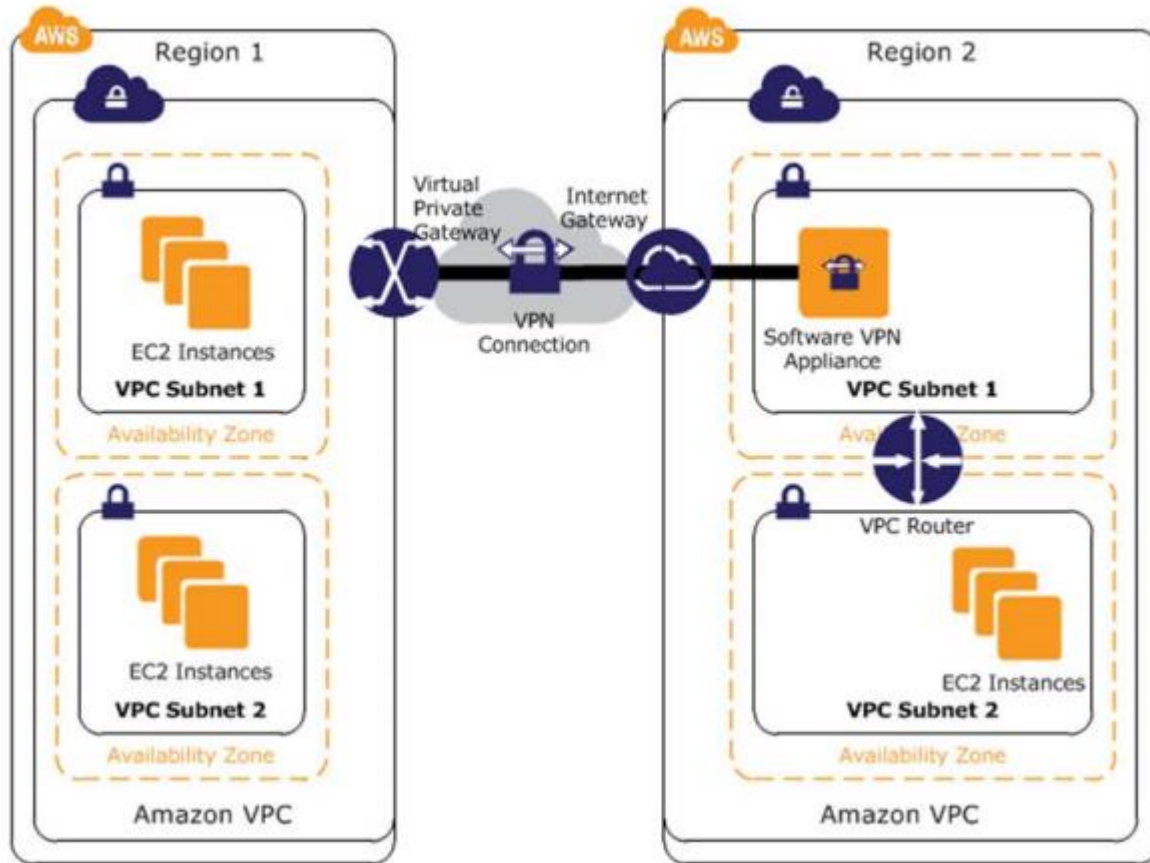 AWS
Region 1
EC2 Instances
VPC Subnet 1
Availability Zone
EC2 Instances
VPC Subnet 2
Availability Zone
Amazon VPC
Virtual
Private
Gateway
VPN
Connection
Internet
Gateway
AWS
Region 2
Software VPN
Appliance
VPC Subnet 1
Zone
VPC Router
EC2 Instances
VPC Subnet 2
Availability Zone
Amazon VPC